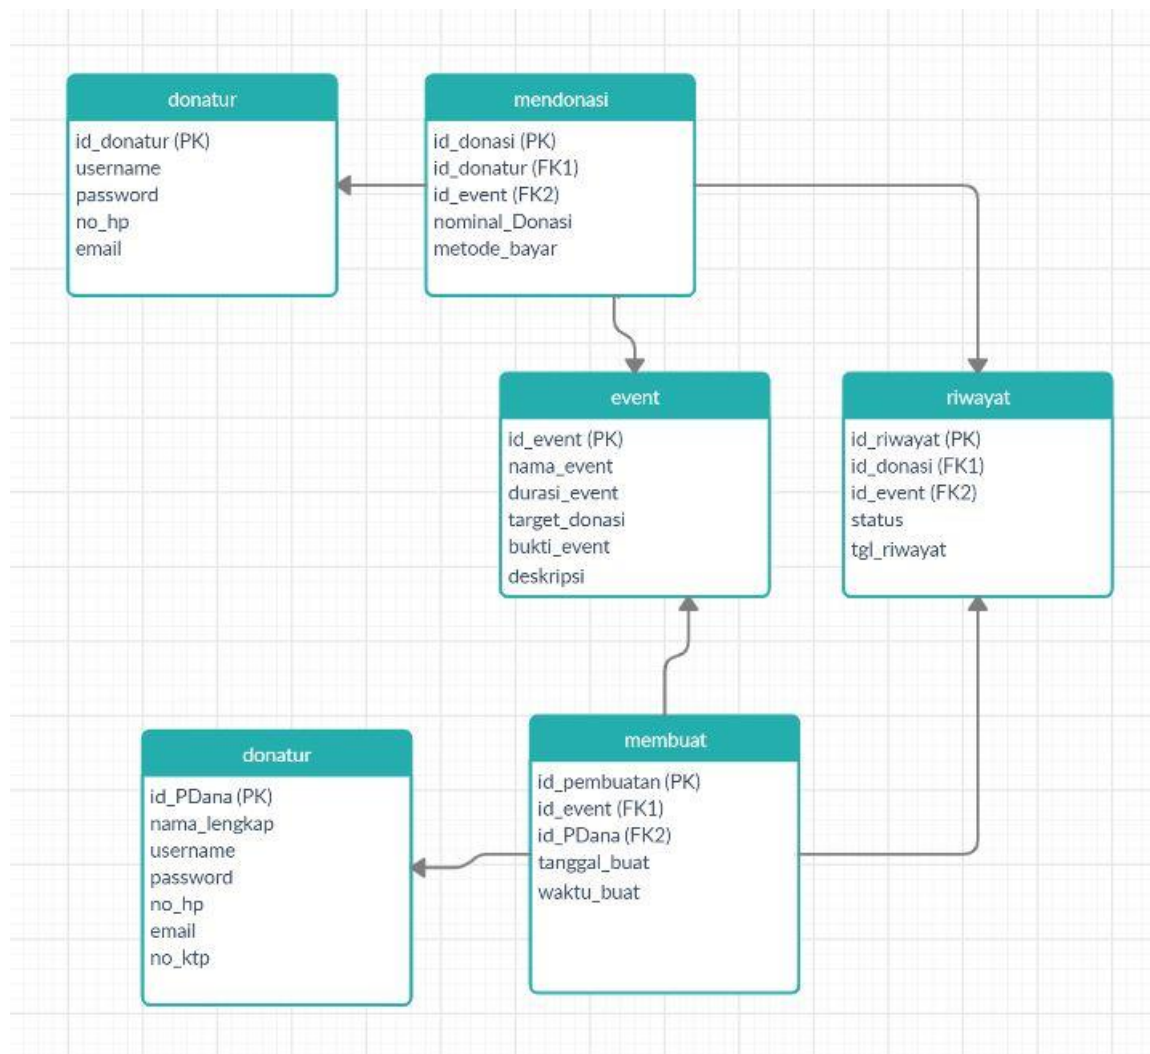 donatur
id_donatur (PK)
username
password
no_hp
email
mendonasi
id_donasi (PK)
id_donatur (FK1)
id_event (FK2)
nominal_Donasi
metode_bayar
event
id_event (PK)
nama_event
durasi_event
target_donasi
bukti_event
deskripsi
riwayat
id_riwayat (PK)
id_donasi (FK1)
id_event (FK2)
status
tgl_riwayat
donatur
id_PDana (PK)
nama_lengkap
username
password
no_hp
email
no_ktp
membuat
id_pembuatan (PK)
id_event (FK1)
id_PDana (FK2)
tanggal_buat
waktu_buat